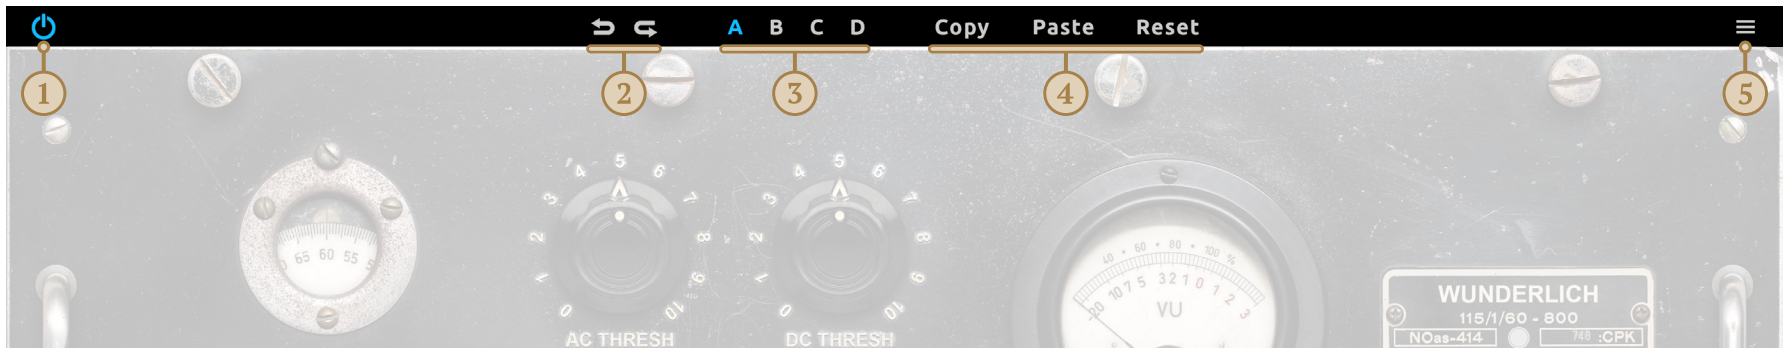 A B C D Copy Paste Reset
1 2 3 4 5
65 60 55 5
0 1 2 3 4 5 6 7 8 9 10
AC THRESH
0 1 2 3 4 5 6 7 8 9 10
DC THRESH
40 60 80 100 %
20 10 7 5 3 2 1 0 1 2 3
VU
WUNDERLICH
115/1/60 - 800
NOas-414 748 :CPK